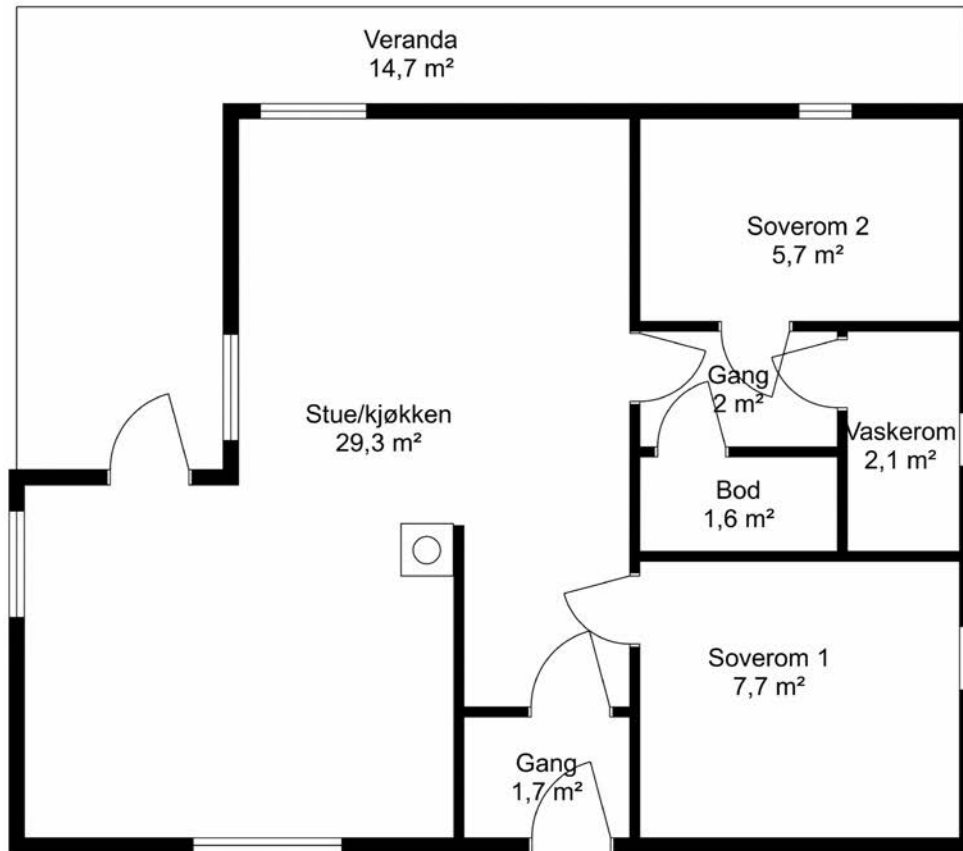 Veranda
14,7 m²
Soverom 2
5,7 m²
Gang
2 m²
Stue/kjøkken
29,3 m²
Vaskerom
2,1 m²
Bod
1,6 m²
Soverom 1
7,7 m²
Gang
1,7 m²